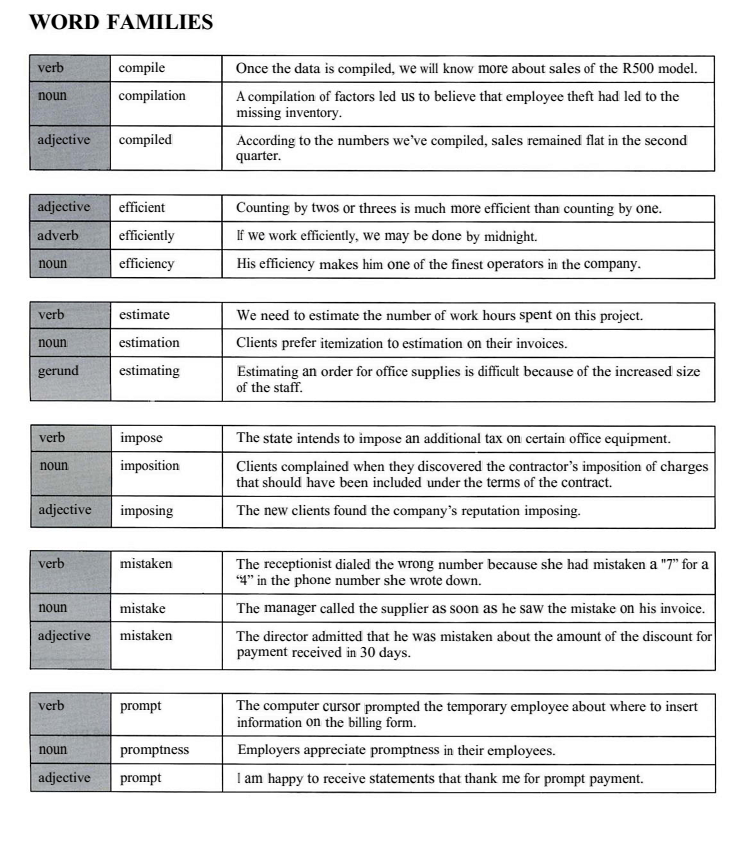 WORD FAMILIES
verb compile Once the data is compiled, we will know more about sales of the R500 model.
noun compilation A compilation of factors led us to believe that employee theft had led to the
missing inventory.
adjective compiled According to the numbers we've compiled, sales remained flat in the second
quarter.
adjective efficient Counting by twos or threes is much more efficient than counting by one.
adverb efficiently If we work efficiently, we may be done by midnight.
noun efficiency His efficiency makes him one of the finest operators in the company.
verb estimate We need to estimate the number of work hours spent on this project.
noun estimation Clients prefer itemization to estimation on their invoices.
gerund estimating Estimating an order for office supplies is difficult because of the increased size
of the staff.
verb impose The state intends to impose an additional tax on certain office equipment.
noun imposition Clients complained when they discovered the contractor's imposition of charges
that should have been included under the terms of the contract.
adjective imposing The new clients found the company's reputation imposing.
verb mistaken The receptionist dialed the wrong number because she had mistaken a "7" for a
"4" in the phone number she wrote down.
noun mistake The manager called the supplier as soon as he saw the mistake on his invoice.
adjective mistaken The director admitted that he was mistaken about the amount of the discount for
payment received in 30 days.
verb prompt The computer cursor prompted the temporary employee about where to insert
information on the billing form.
noun promptness Employers appreciate promptness in their employees.
adjective prompt I am happy to receive statements that thank me for prompt payment.